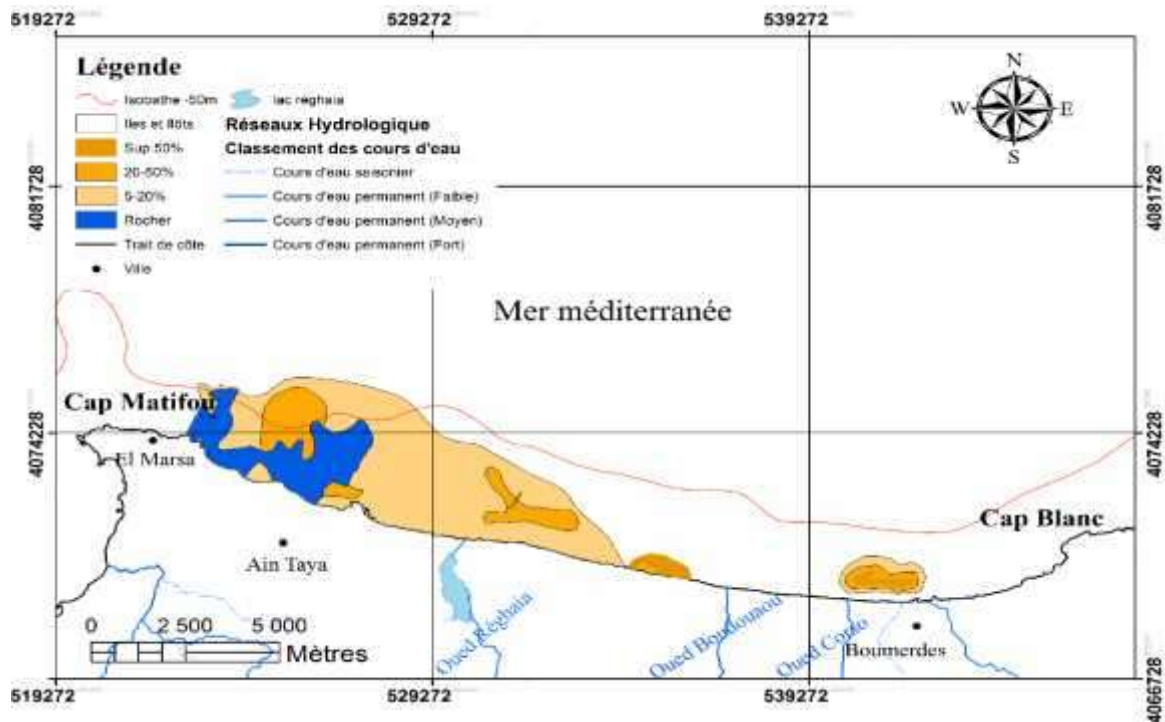 519272 529272 539272
Légende
Isobathe -50m
lac réghaia
Iles et îlôts
Réseaux Hydrologique
Sup 50%
Classement des cours d'eau
20-50%
Cours d'eau saisonier
5-20%
Cours d'eau permanent (Faible)
Rocher
Cours d'eau permanent (Moyen)
Trait de côte
Cours d'eau permanent (Fort)
Ville
N
W E
S
4081728 4081728
Mer méditerranée
Cap Matifou
4074228 4074228
El Marsa
Cap Blanc
Ain Taya
Oued Réghaia
Oued Boudouaou
Oued Corso
Boumerdes
0 2 500 5 000
Mètres
4066728
519272 529272 539272